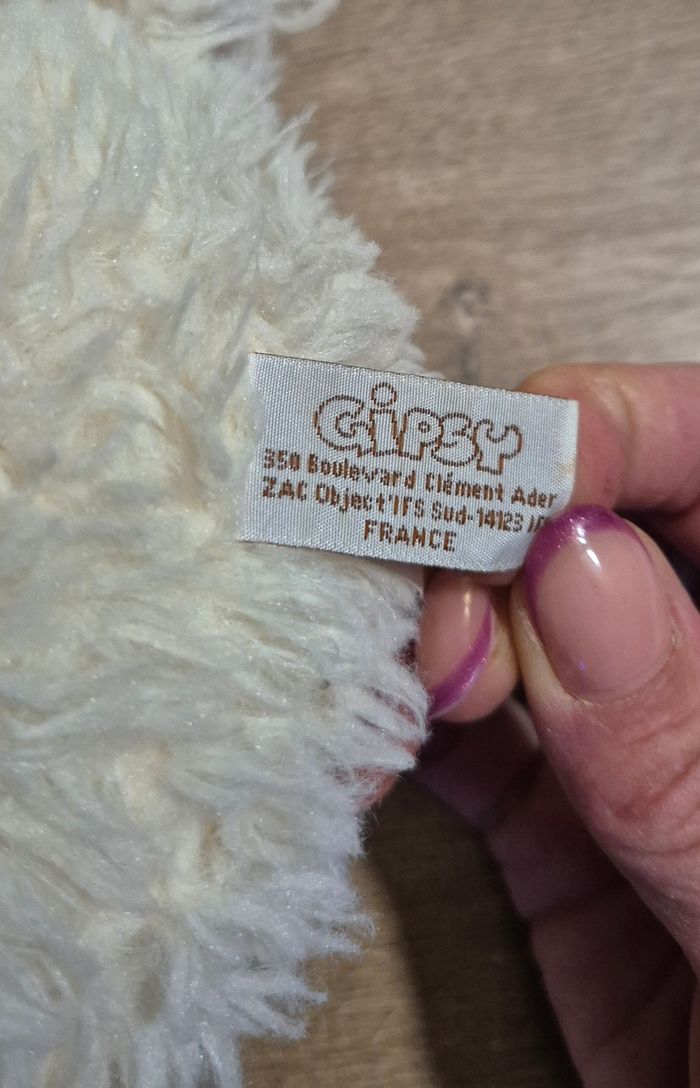 GiPSY
350 Boulevard Clément Ader
ZAC Object'IFS Sud-14123
FRANCE